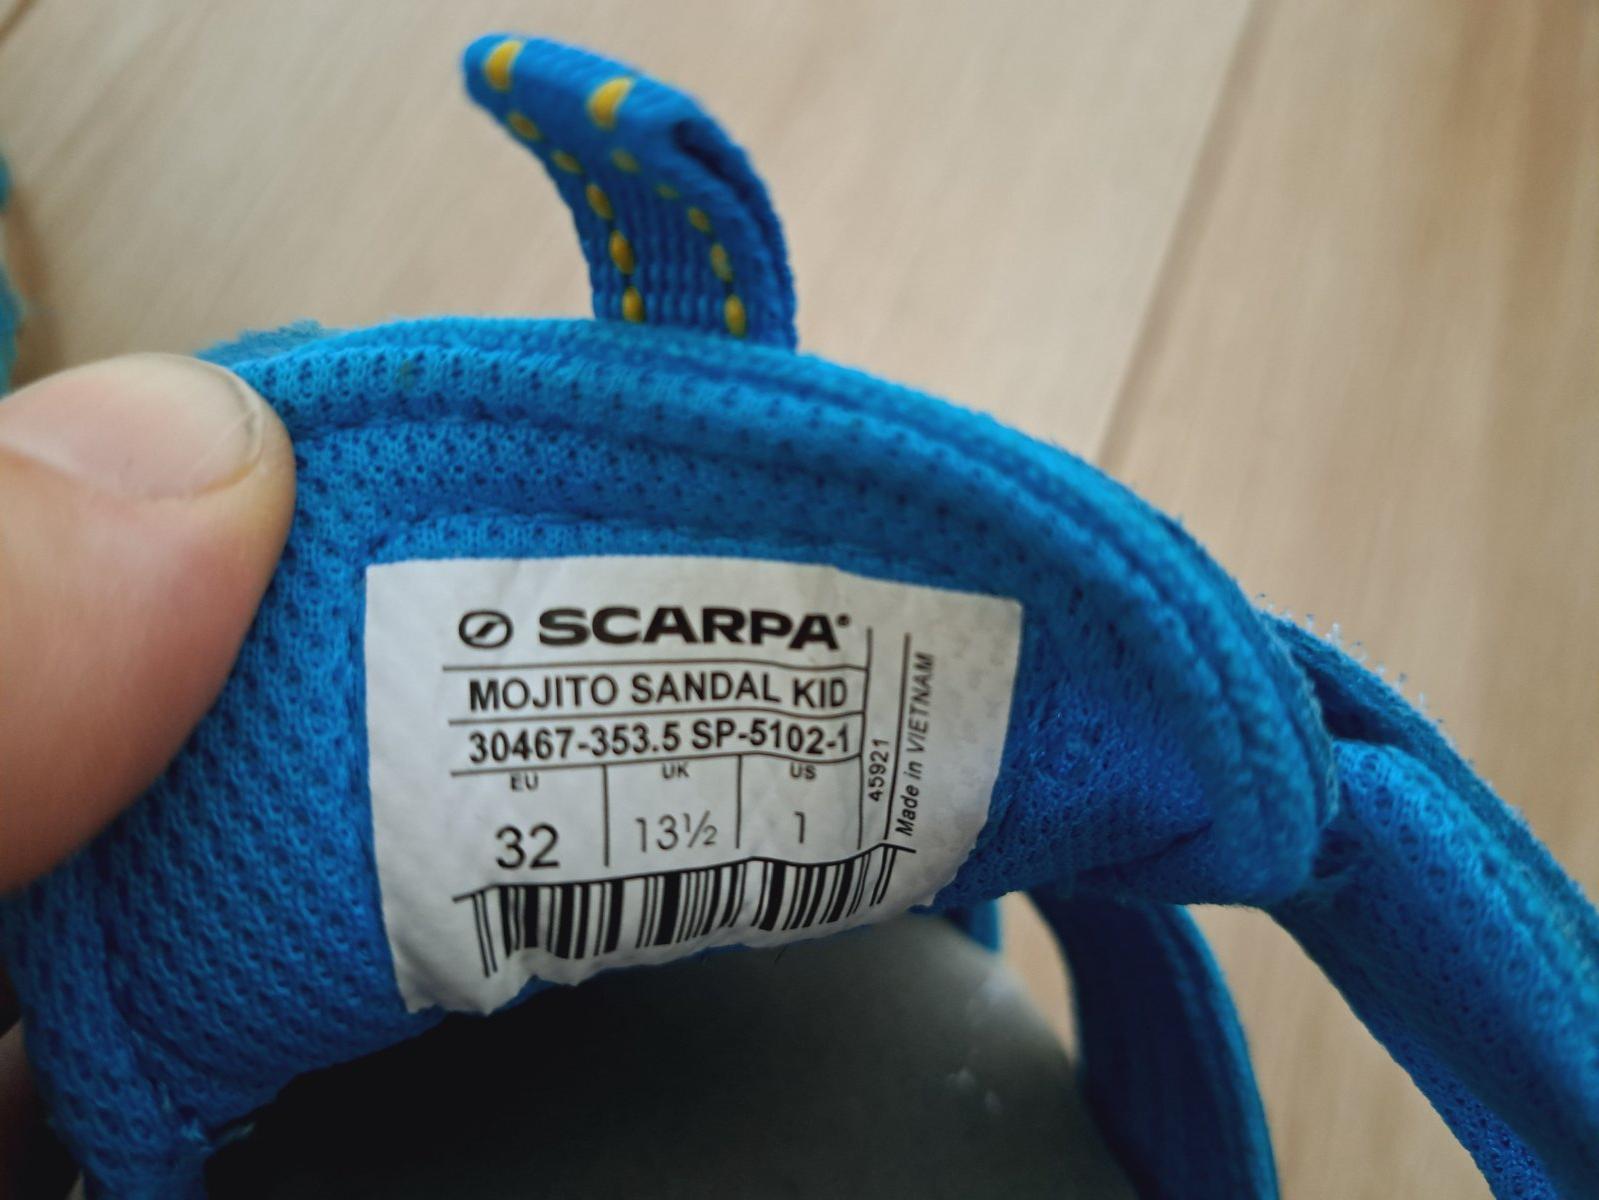 SCARPA®
MOJITO SANDAL KID
30467-353.5 SP-5102-1
EU UK US
32 13½ 1
45921
Made in VIETNAM